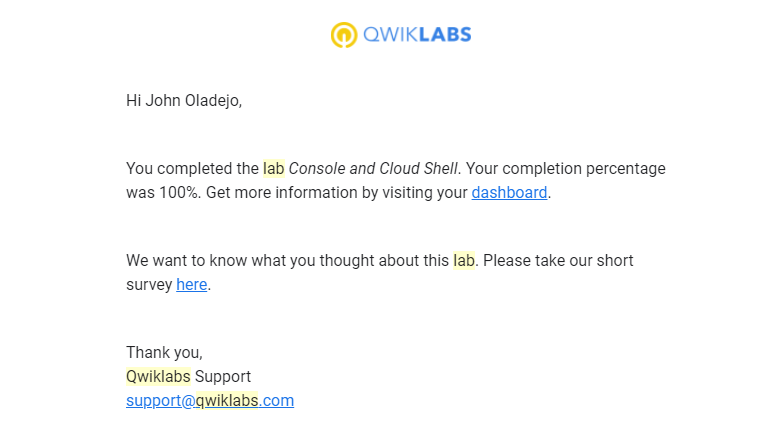 QWIKLABS
Hi John Oladejo,
You completed the lab Console and Cloud Shell. Your completion percentage
was 100%. Get more information by visiting your dashboard.
We want to know what you thought about this lab. Please take our short
survey here.
Thank you,
Qwiklabs Support
support@qwiklabs.com